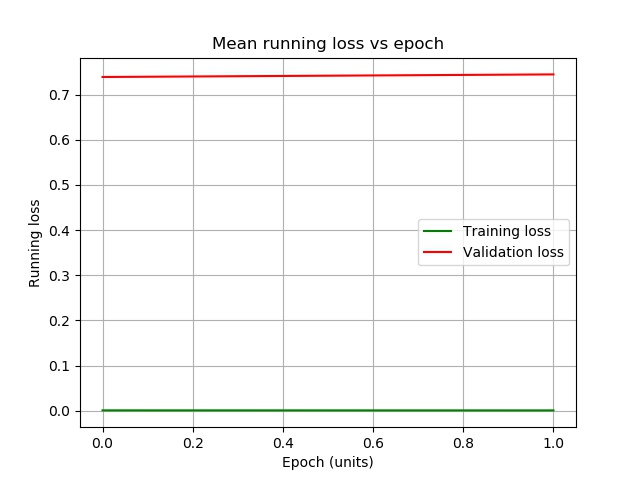 Mean running loss vs epoch
Running loss
0.7
0.6
0.5
0.4
0.3
0.2
0.1
0.0
Training loss
Validation loss
0.0 0.2 0.4 0.6 0.8 1.0
Epoch (units)